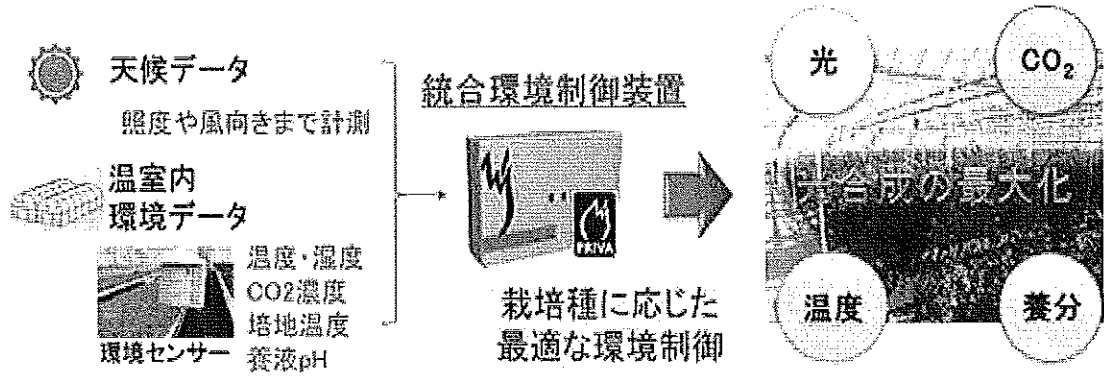 天候データ
照度や風向きまで計測
温室内
環境データ
温度・湿度
CO2濃度
培地温度
養液pH
環境センサー
統合環境制御装置
PRIVA
栽培種に応じた
最適な環境制御
光
CO₂
光合成の最大化
温度
養分